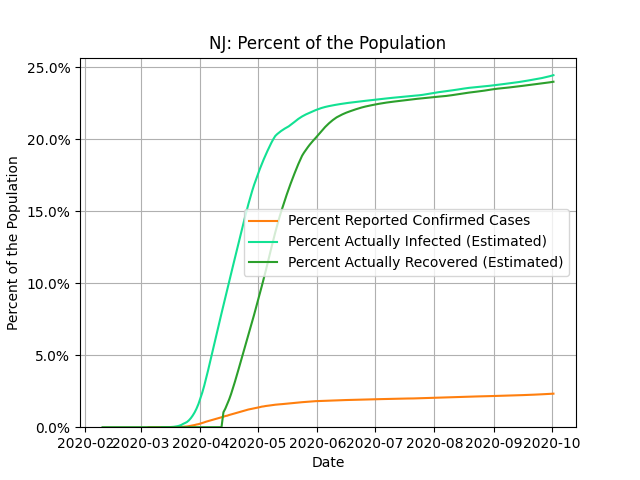 NJ: Percent of the Population
25.0%
20.0%
15.0%
10.0%
5.0%
0.0%
Percent of the Population
Percent Reported Confirmed Cases
Percent Actually Infected (Estimated)
Percent Actually Recovered (Estimated)
2020-02 2020-03 2020-04 2020-05 2020-06 2020-07 2020-08 2020-09 2020-10
Date